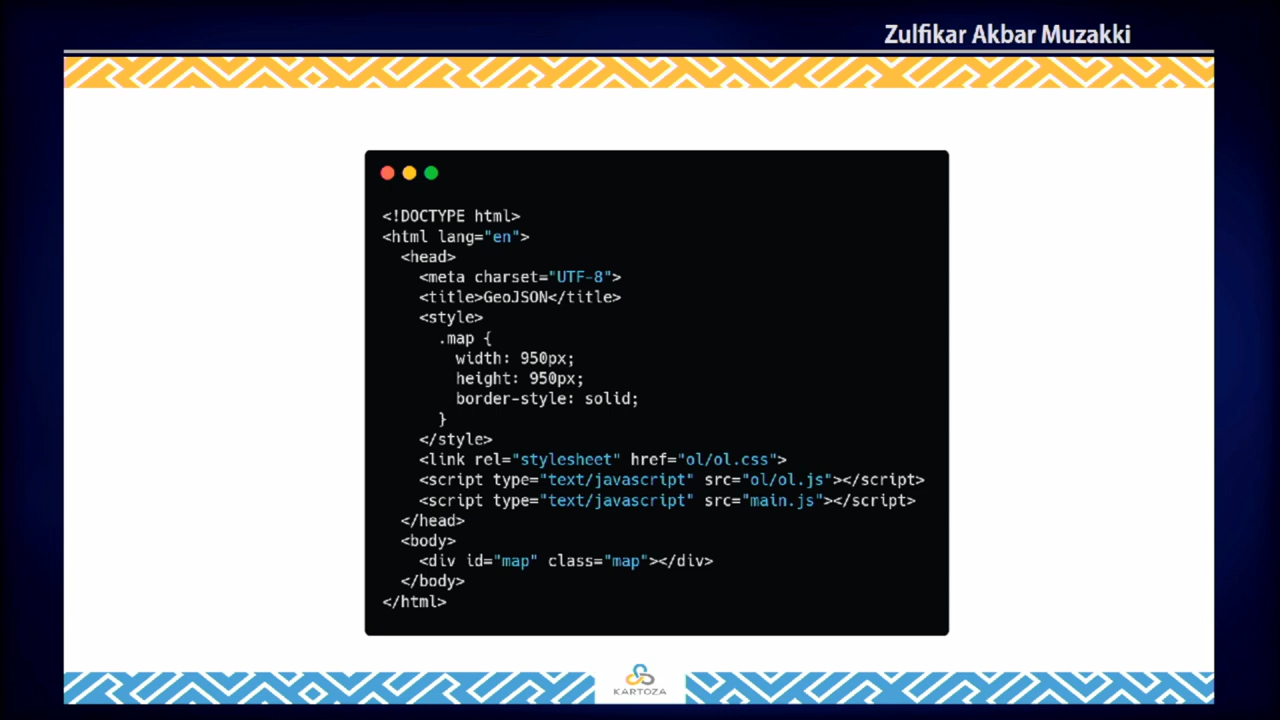 Zulfikar Akbar Muzakki
<!DOCTYPE html>
<html lang="en">
  <head>
    <meta charset="UTF-8">
    <title>GeoJSON</title>
    <style>
      .map {
        width: 950px;
        height: 950px;
        border-style: solid;
      }
    </style>
    <link rel="stylesheet" href="ol/ol.css">
    <script type="text/javascript" src="ol/ol.js"></script>
    <script type="text/javascript" src="main.js"></script>
  </head>
  <body>
    <div id="map" class="map"></div>
  </body>
</html>
KARTOZA